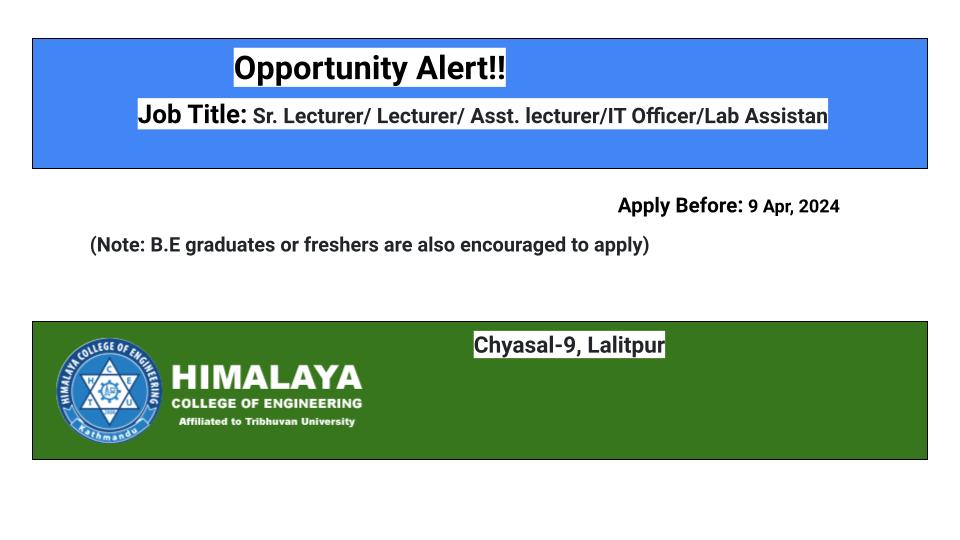 Opportunity Alert!!
Job Title: Sr. Lecturer/ Lecturer/ Asst. lecturer/IT Officer/Lab Assistan
Apply Before: 9 Apr, 2024
(Note: B.E graduates or freshers are also encouraged to apply)
Chyasal-9, Lalitpur
HIMALAYA COLLEGE OF ENGINEERING
H C E T U
Kathmandu
HIMALAYA
COLLEGE OF ENGINEERING
Affiliated to Tribhuvan University